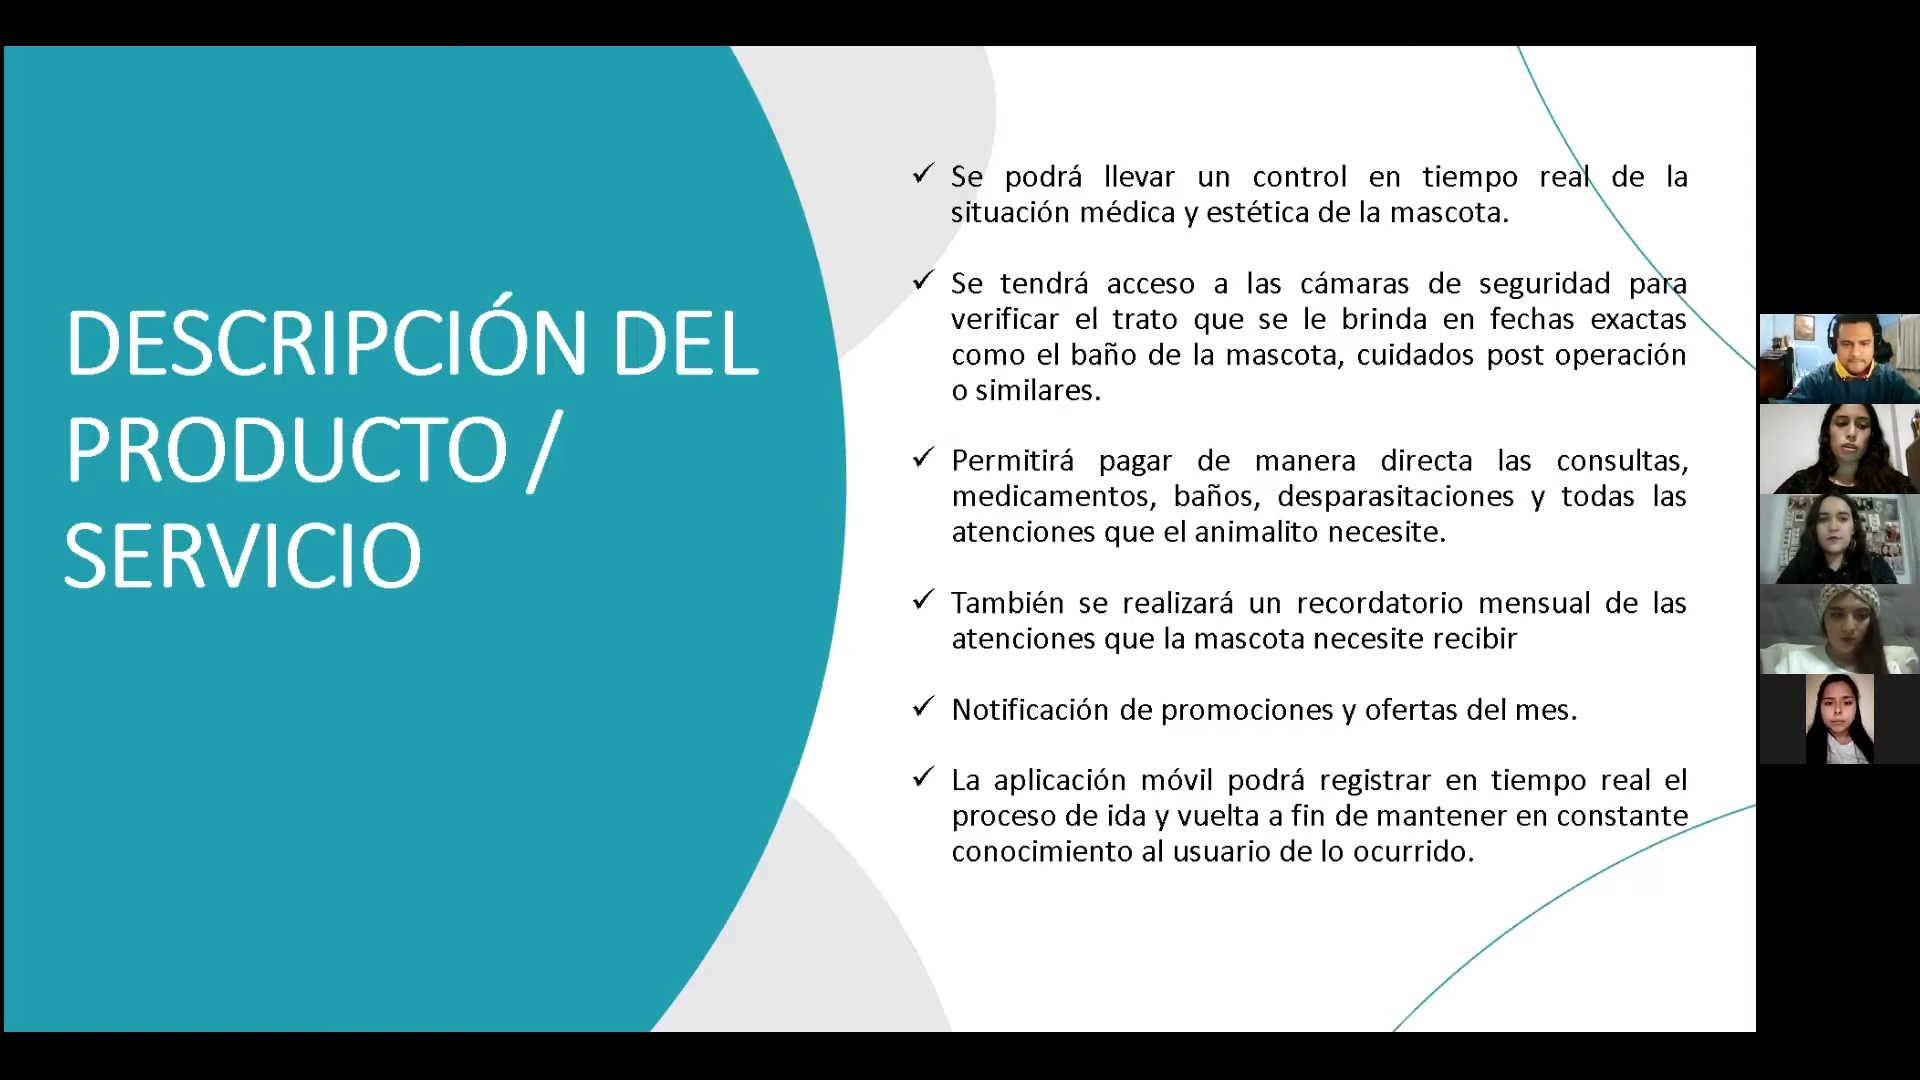 DESCRIPCIÓN DEL
PRODUCTO /
SERVICIO
✓ Se podrá llevar un control en tiempo real de la
situación médica y estética de la mascota.
✓ Se tendrá acceso a las cámaras de seguridad para
verificar el trato que se le brinda en fechas exactas
como el baño de la mascota, cuidados post operación
o similares.
✓ Permitirá pagar de manera directa las consultas,
medicamentos, baños, desparasitaciones y todas las
atenciones que el animalito necesite.
✓ También se realizará un recordatorio mensual de las
atenciones que la mascota necesite recibir
✓ Notificación de promociones y ofertas del mes.
✓ La aplicación móvil podrá registrar en tiempo real el
proceso de ida y vuelta a fin de mantener en constante
conocimiento al usuario de lo ocurrido.